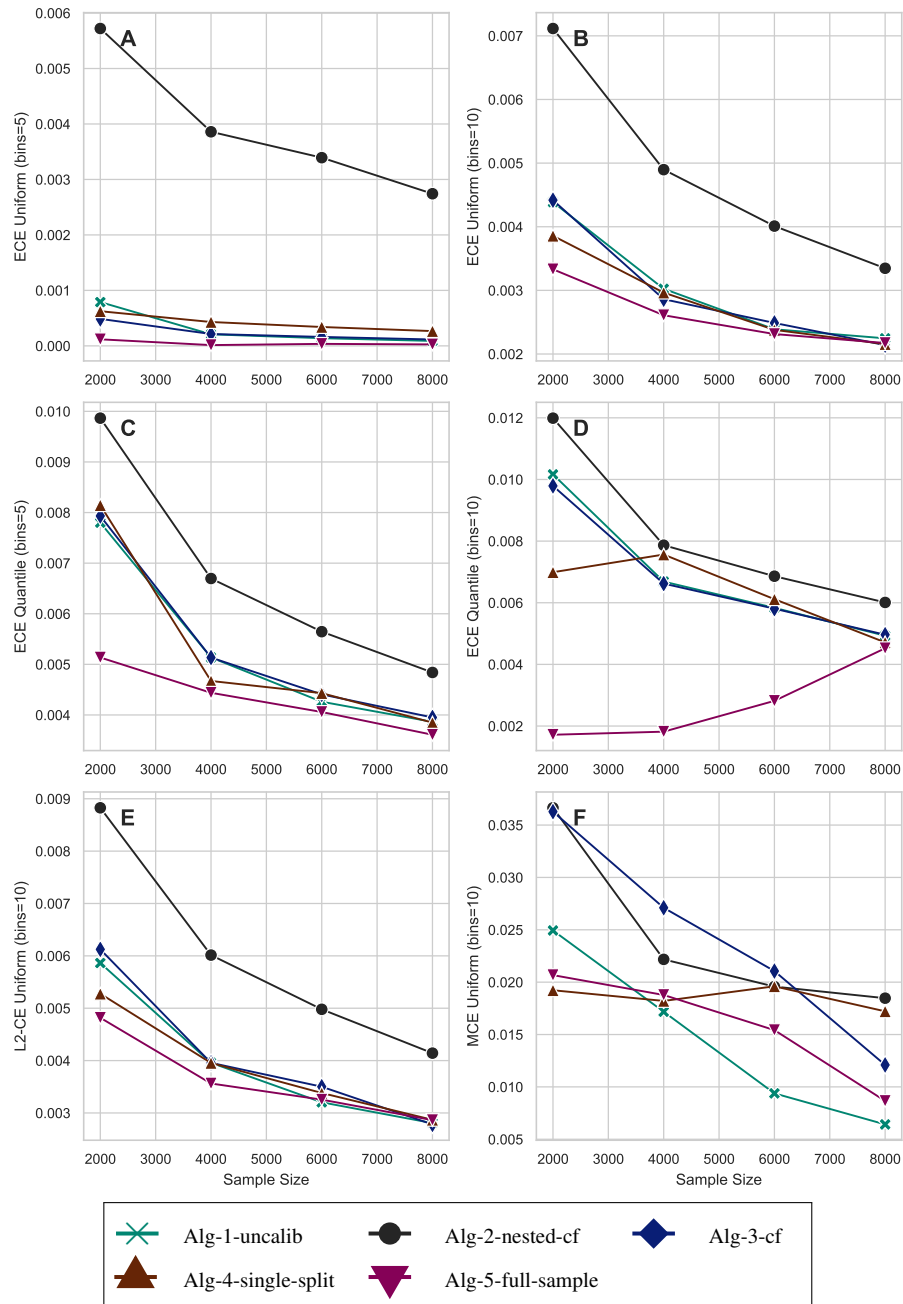 0.006
0.005
0.004
0.003
0.002
0.001
0.000
ECE Uniform (bins=5)
A
2000 3000 4000 5000 6000 7000 8000
0.007
0.006
0.005
0.004
0.003
0.002
ECE Uniform (bins=10)
B
2000 3000 4000 5000 6000 7000 8000
0.010
0.009
0.008
0.007
0.006
0.005
0.004
ECE Quantile (bins=5)
C
2000 3000 4000 5000 6000 7000 8000
0.012
0.010
0.008
0.006
0.004
0.002
ECE Quantile (bins=10)
D
2000 3000 4000 5000 6000 7000 8000
0.009
0.008
0.007
0.006
0.005
0.004
0.003
L2-CE Uniform (bins=10)
E
2000 3000 4000 5000 6000 7000 8000
Sample Size
0.035
0.030
0.025
0.020
0.015
0.010
0.005
MCE Uniform (bins=10)
F
2000 3000 4000 5000 6000 7000 8000
Sample Size
Alg-1-uncalib Alg-2-nested-cf Alg-3-cf
Alg-4-single-split Alg-5-full-sample